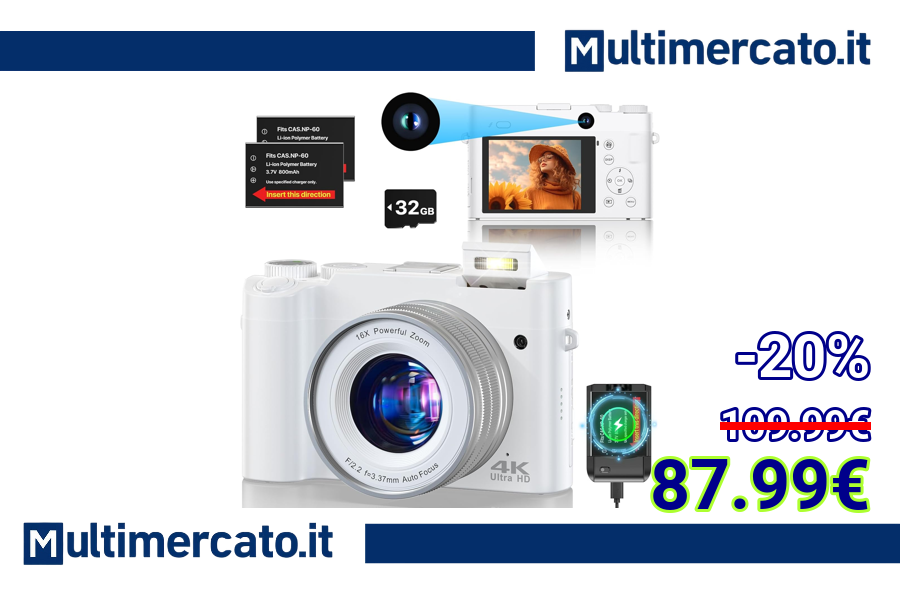 Multimercato.it
Fits CAS.NP-60
Li-ion Polymer Battery
Fits CAS.NP-60
Li-ion Polymer Battery
3.7V 800mAh
Use specified charger only.
Insert this direction
32GB
16X Powerful Zoom
F/2.2 f=3.37mm Auto Focus
4K
Ultra HD
-20%
109.99€
87.99€
Multimercato.it